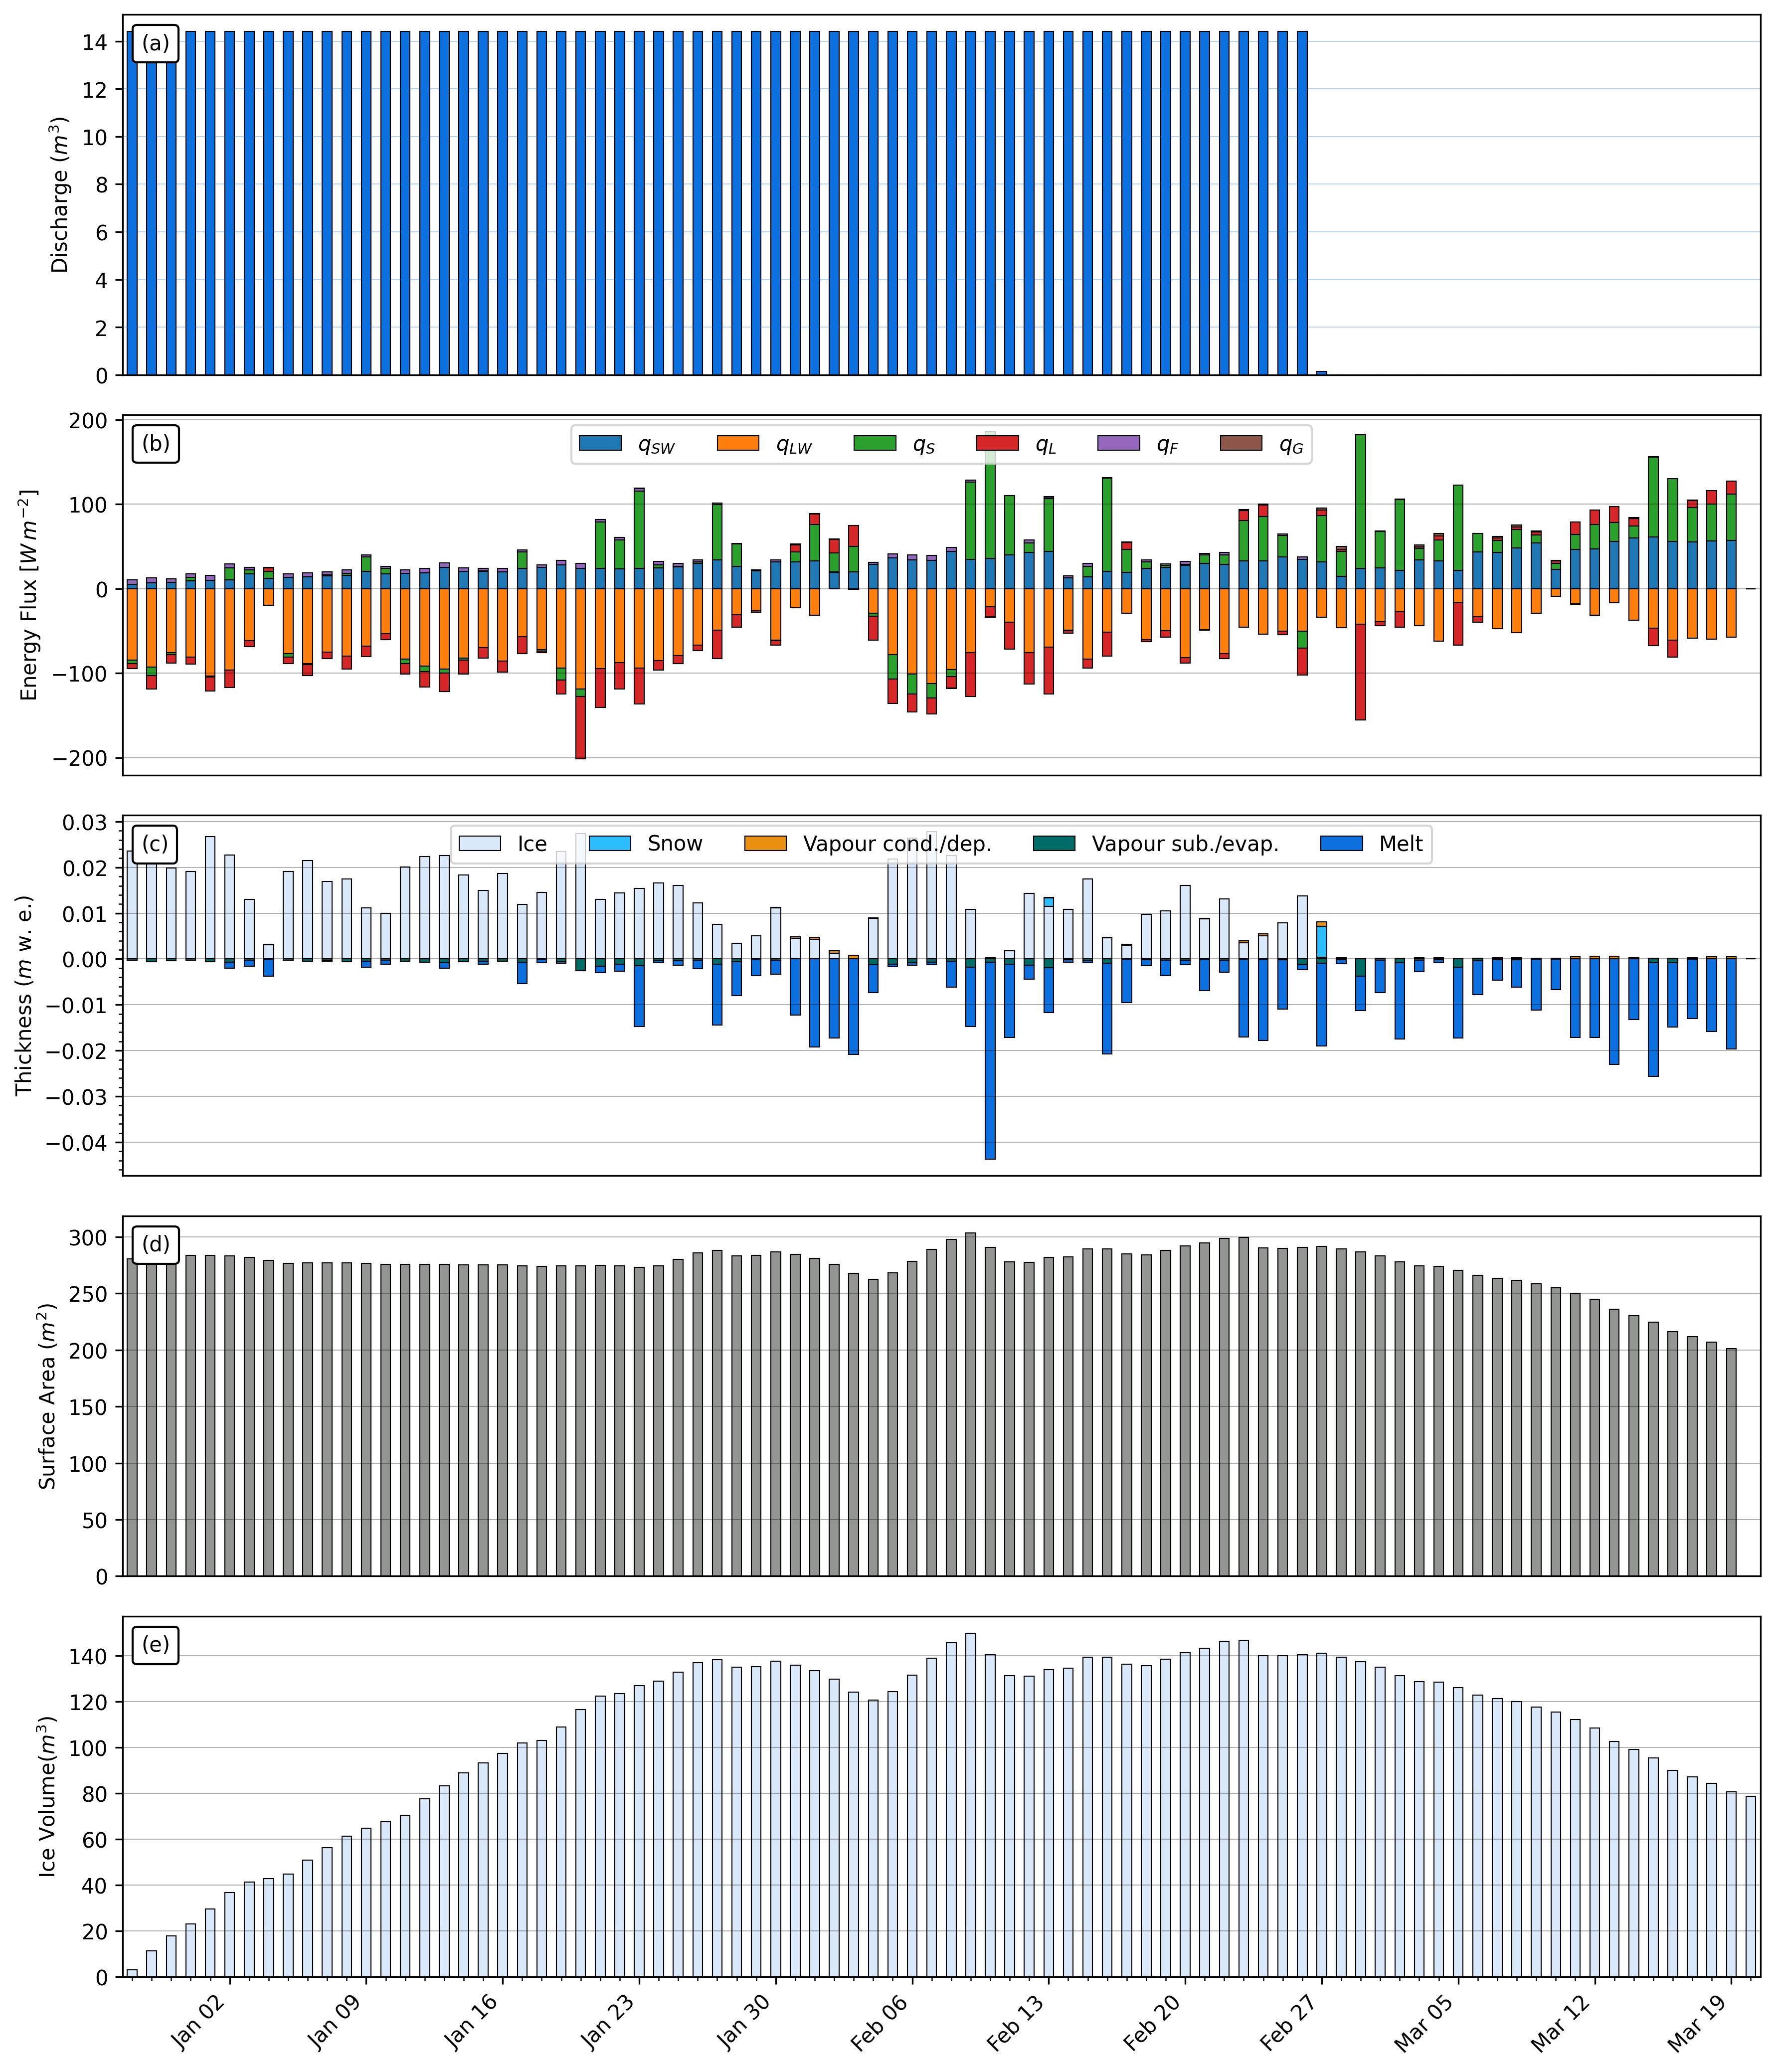 (a)
14
12
10
8
6
4
2
0
Discharge (m³)
(b)
q_SW q_LW q_S q_L q_F q_G
200
100
0
−100
−200
Energy Flux [W m⁻²]
(c)
Ice Snow Vapour cond./dep. Vapour sub./evap. Melt
0.03
0.02
0.01
0.00
−0.01
−0.02
−0.03
−0.04
Thickness (m w. e.)
(d)
300
250
200
150
100
50
0
Surface Area (m²)
(e)
140
120
100
80
60
40
20
0
Ice Volume(m³)
Jan 02 Jan 09 Jan 16 Jan 23 Jan 30 Feb 06 Feb 13 Feb 20 Feb 27 Mar 05 Mar 12 Mar 19